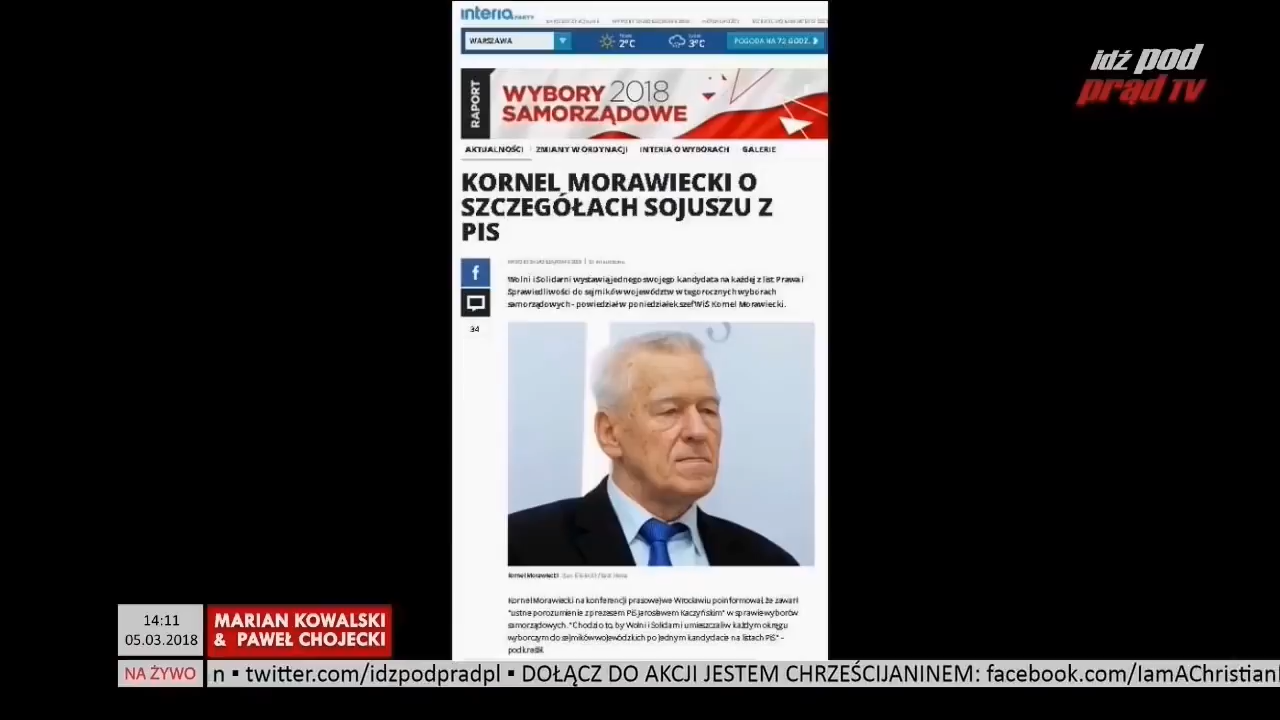 interia
WARSZAWA
2°C
3°C
POGODA NA 72 GODZ.
idź pod
prąd TV
RAPORT
WYBORY 2018
SAMORZĄDOWE
AKTUALNOŚCI
ZMIANY W ORDYNACJI
INTERIA O WYBORACH
GALERIE
KORNEL MORAWIECKI O
SZCZEGÓŁACH SOJUSZU Z
PIS
Wolni i Solidarni wystawią jednego swojego kandydata na każdej z list Prawa i
Sprawiedliwości do sejmików województw w tegorocznych wyborach
samorządowych - powiedział w poniedziałek szef WiS Kornel Morawiecki.
34
Kornel Morawiecki
Kornel Morawiecki na konferencji prasowej we Wrocławiu poinformował, że zawarł
"ustne porozumienie z prezesem PiS Jarosławem Kaczyńskim" w sprawie wyborów
samorządowych. "Chodzi o to, by Wolni i Solidarni umieszczali w każdym okręgu
wyborczym do sejmików wojewódzkich po jednym kandydacie na listach PiS" -
podkreślił.
14:11
05.03.2018
MARIAN KOWALSKI
& PAWEŁ CHOJECKI
NA ŻYWO
n ▪ twitter.com/idzpodpradpl ▪ DOŁĄCZ DO AKCJI JESTEM CHRZEŚCIJANINEM: facebook.com/IamAChristian